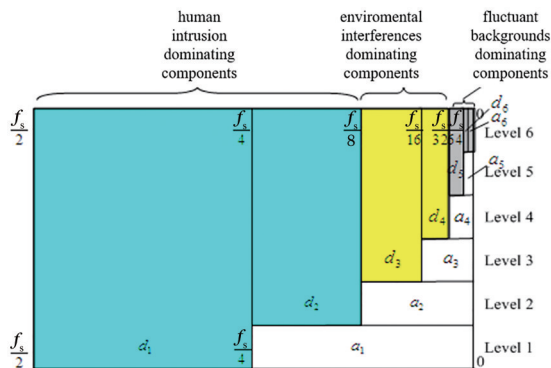 human
intrusion
dominating
components
enviromental
interferences
dominating
components
fluctuant
backgrounds
dominating
components
fs/2
fs/4
fs/8
fs/16
fs/32
fs/64
0
d6
a6
Level 6
d5
a5
Level 5
d4
a4
Level 4
d3
a3
Level 3
d2
a2
Level 2
fs/2
d1
fs/4
a1
0
Level 1